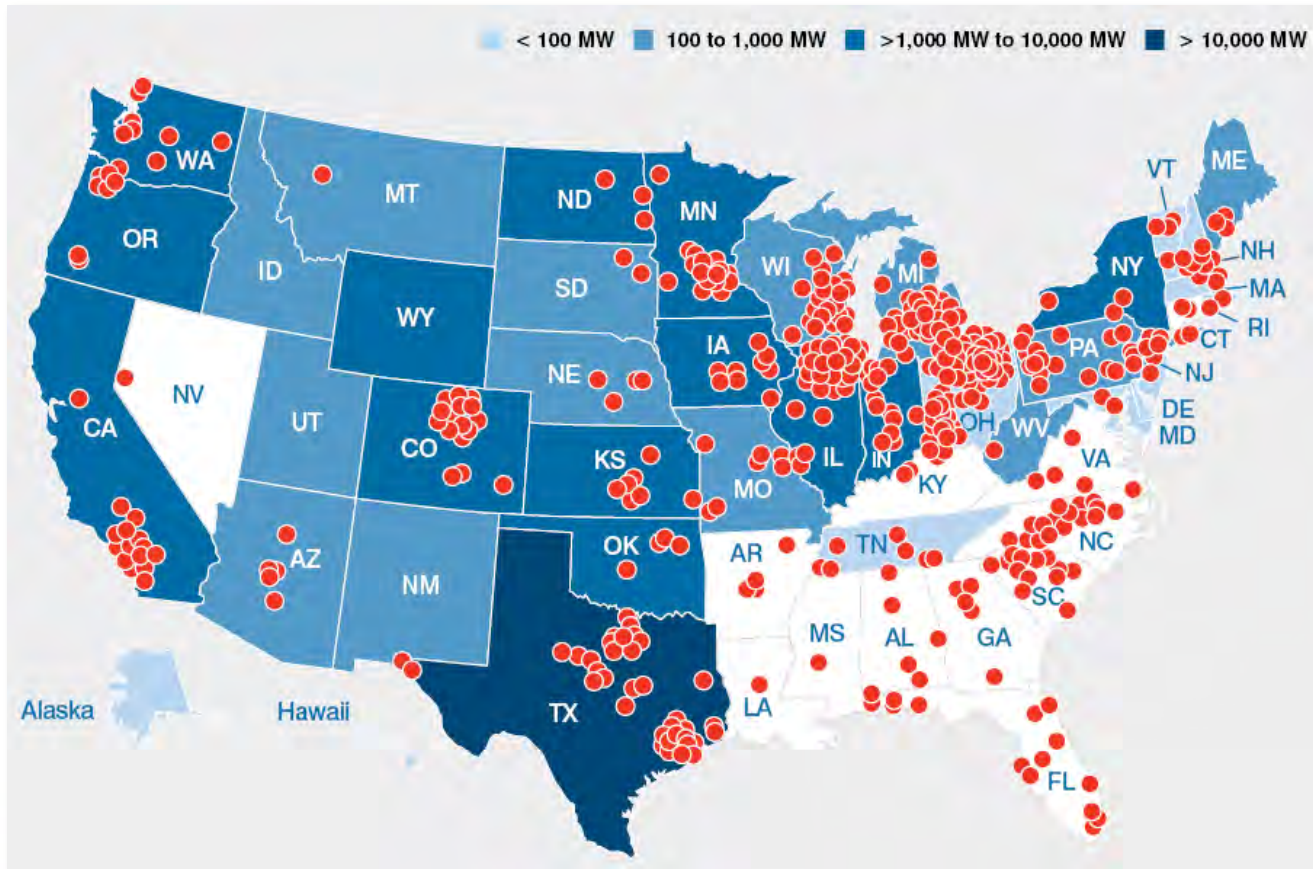 < 100 MW 100 to 1,000 MW >1,000 MW to 10,000 MW > 10,000 MW
WA
MT
ND
MN
VT
ME
OR
ID
SD
WI
MI
NY
NH
MA
WY
RI
IA
PA
CT
NE
NJ
NV
CA
UT
CO
KS
MO
IL
IN
OH
WV
DE
MD
VA
KY
AZ
NM
OK
AR
TN
NC
SC
MS
AL
GA
TX
LA
FL
Alaska
Hawaii